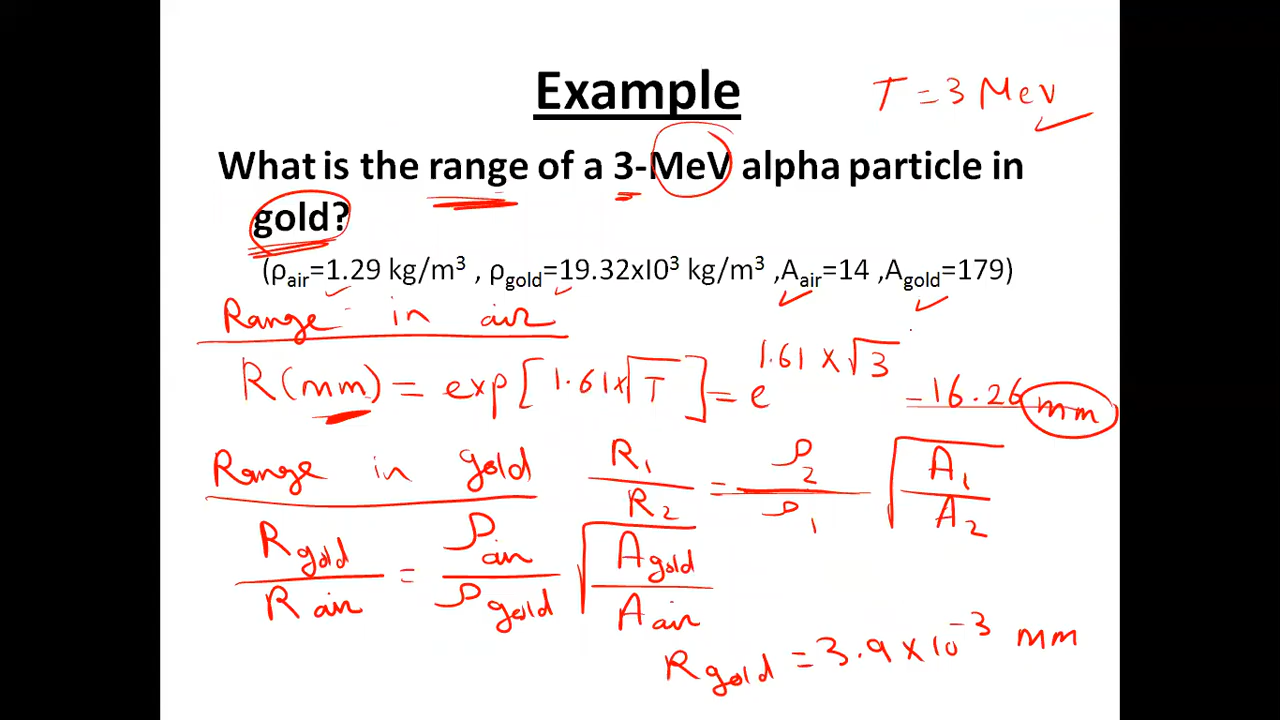 Example
T = 3 MeV
What is the range of a 3-MeV alpha particle in
gold?
(ρair=1.29 kg/m³ , ρgold=19.32xI0³ kg/m³ ,Aair=14 ,Agold=179)
Range in air
R(mm) = exp[1.61×√T] = e^1.61×√3 = 16.26 mm
Range in gold R₁/R₂ = ρ₂/ρ₁ √A₁/A₂
Rgold/Rair = ρair/ρgold √Agold/Aair
Rgold = 3.9×10⁻³ mm